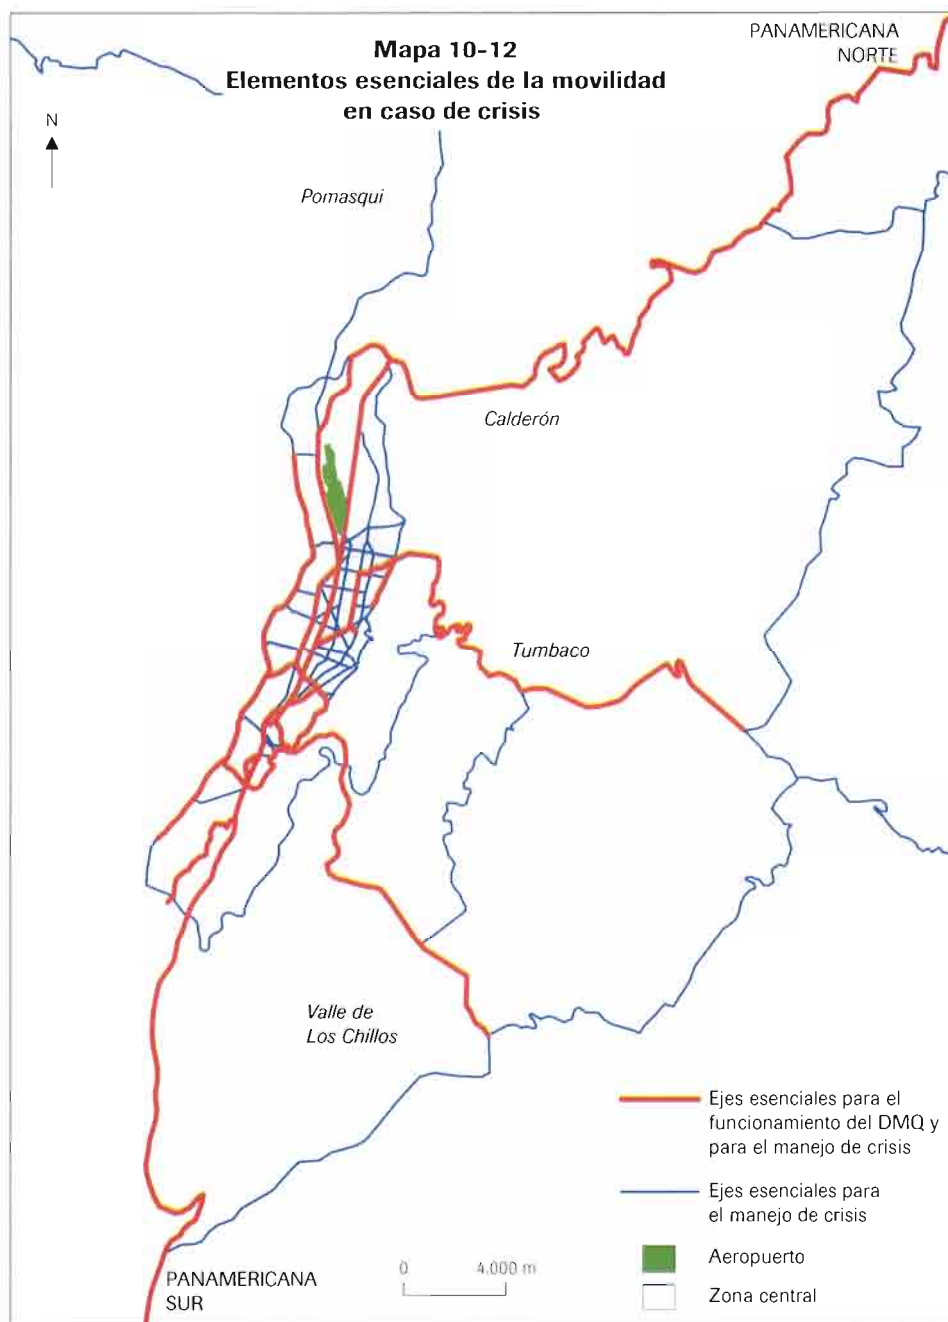 Mapa 10-12
Elementos esenciales de la movilidad
en caso de crisis
PANAMERICANA
NORTE
N
Pomasqui
Calderón
Tumbaco
Valle de
Los Chillos
Ejes esenciales para el
funcionamiento del DMQ y
para el manejo de crisis
Ejes esenciales para
el manejo de crisis
Aeropuerto
Zona central
0 4.000 m
PANAMERICANA
SUR